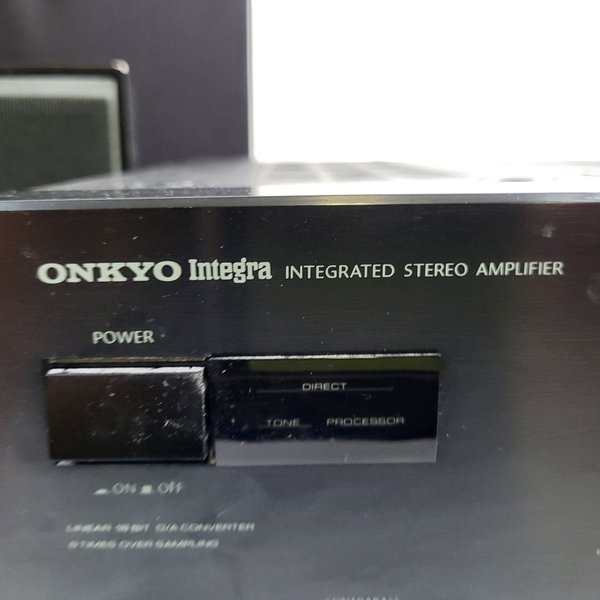 ONKYO Integra INTEGRATED STEREO AMPLIFIER
POWER
DIRECT
TONE PROCESSOR
ON OFF
LINEAR 18 BIT D/A CONVERTER
8 TIMES OVER SAMPLING